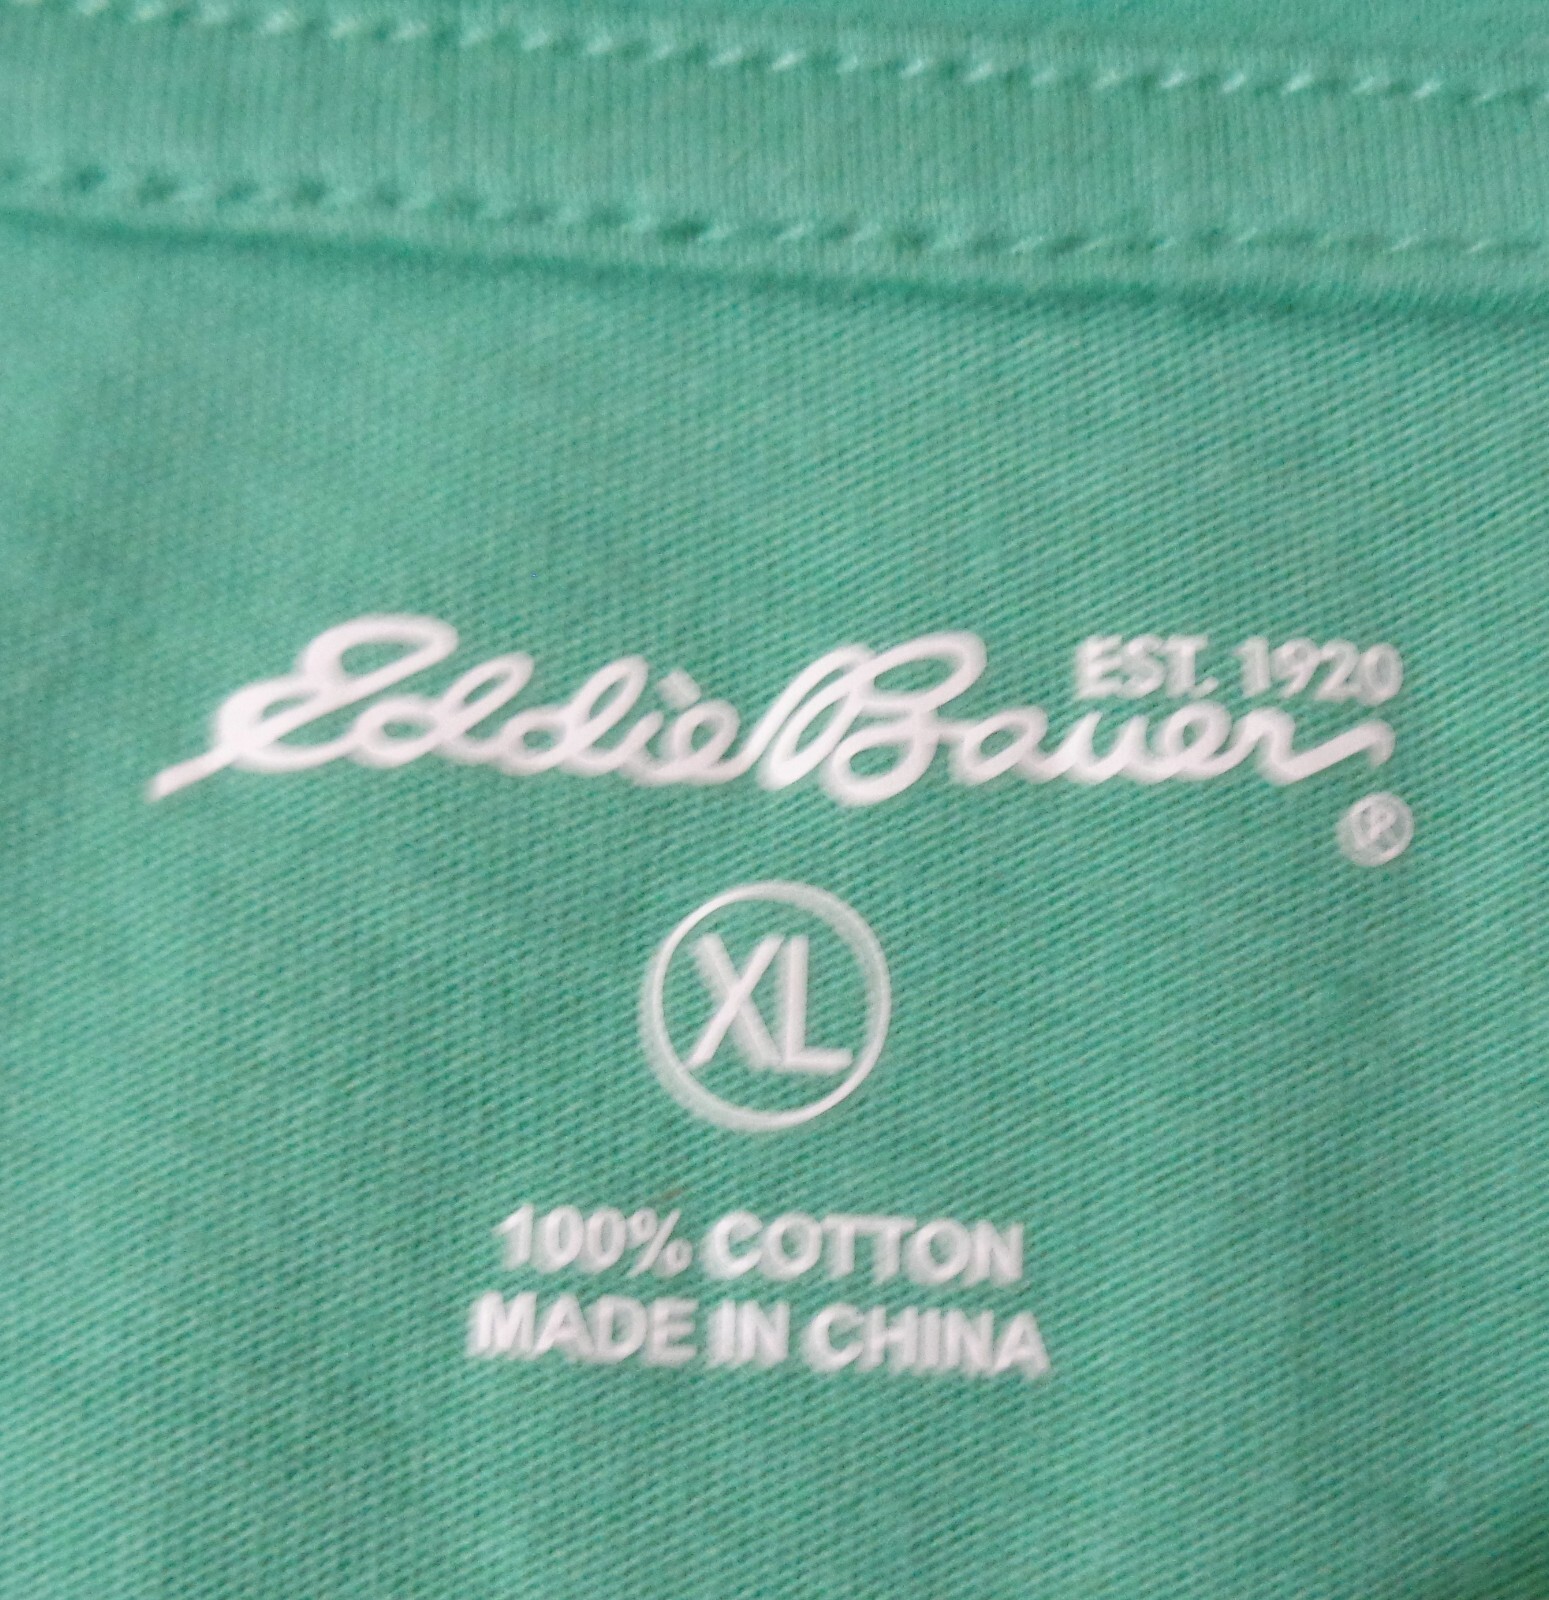 EST. 1920
Eddie Bauer
®
XL
100% COTTON
MADE IN CHINA